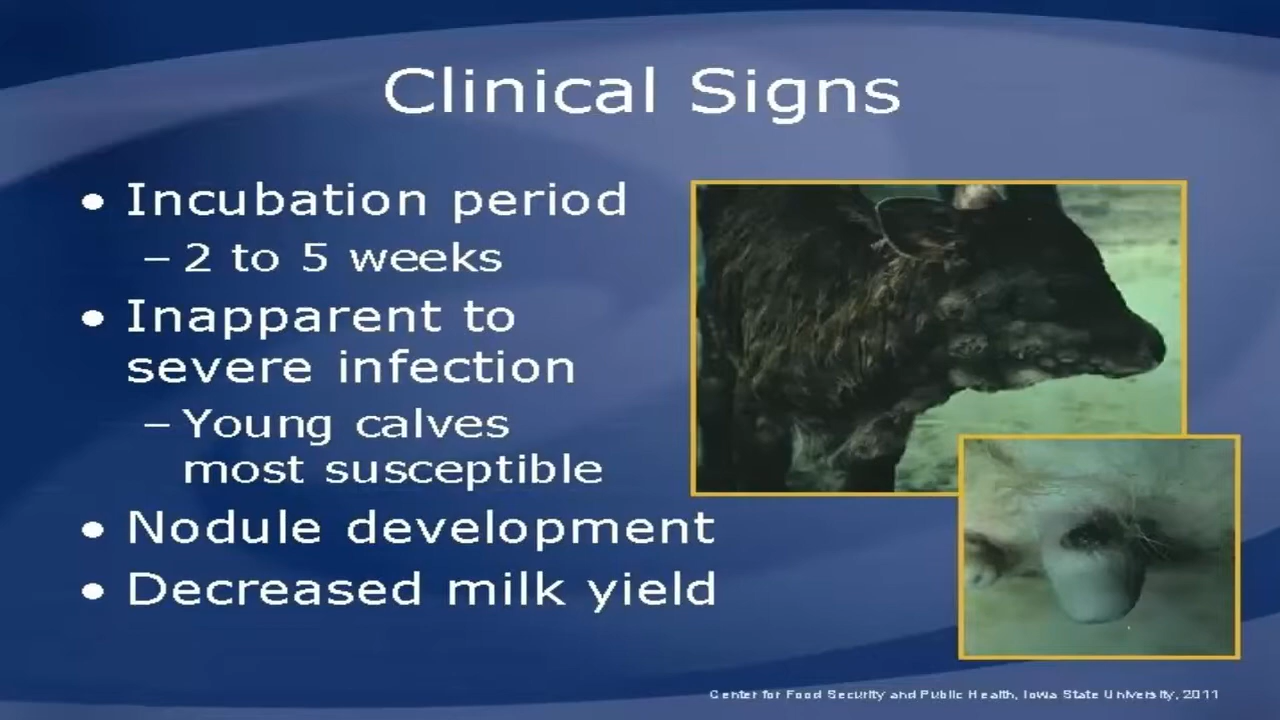 Clinical Signs
• Incubation period
– 2 to 5 weeks
• Inapparent to
severe infection
– Young calves
most susceptible
• Nodule development
• Decreased milk yield
Center for Food Security and Public Health, Iowa State University, 2011